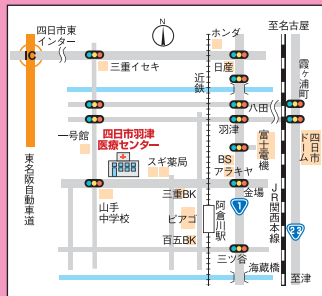 四日市東
インター
N
ホンダ
至名古屋
IC
三重イセキ
日産
近鉄
霞ヶ浦町
八田
一号館
四日市羽津
医療センター
羽津
富士電機
四日市
ドーム
スギ薬局
BS
アラキヤ
東名阪自動車道
山手
中学校
三重BK
金場
JR関西本線
ピアゴ
阿倉川駅
1
23
百五BK
三ツ谷
海蔵橋
至津